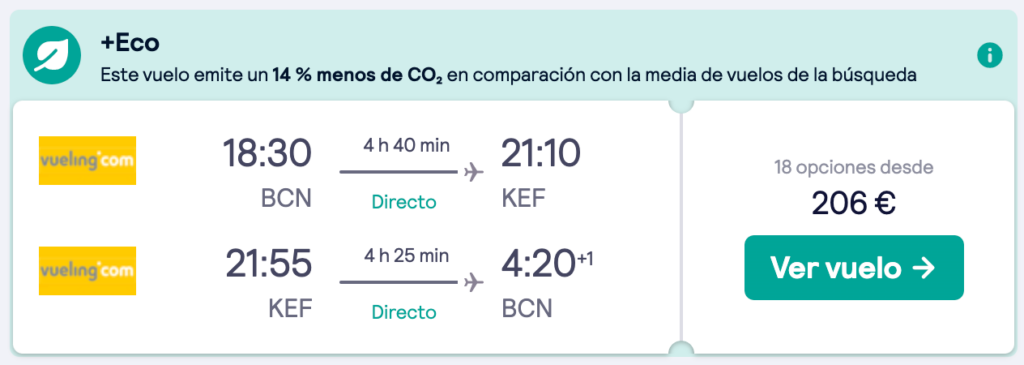 +Eco
Este vuelo emite un 14 % menos de CO₂ en comparación con la media de vuelos de la búsqueda
vueling.com
18:30
4 h 40 min
21:10
BCN
Directo
KEF
vueling.com
21:55
4 h 25 min
4:20+1
KEF
Directo
BCN
18 opciones desde
206 €
Ver vuelo →